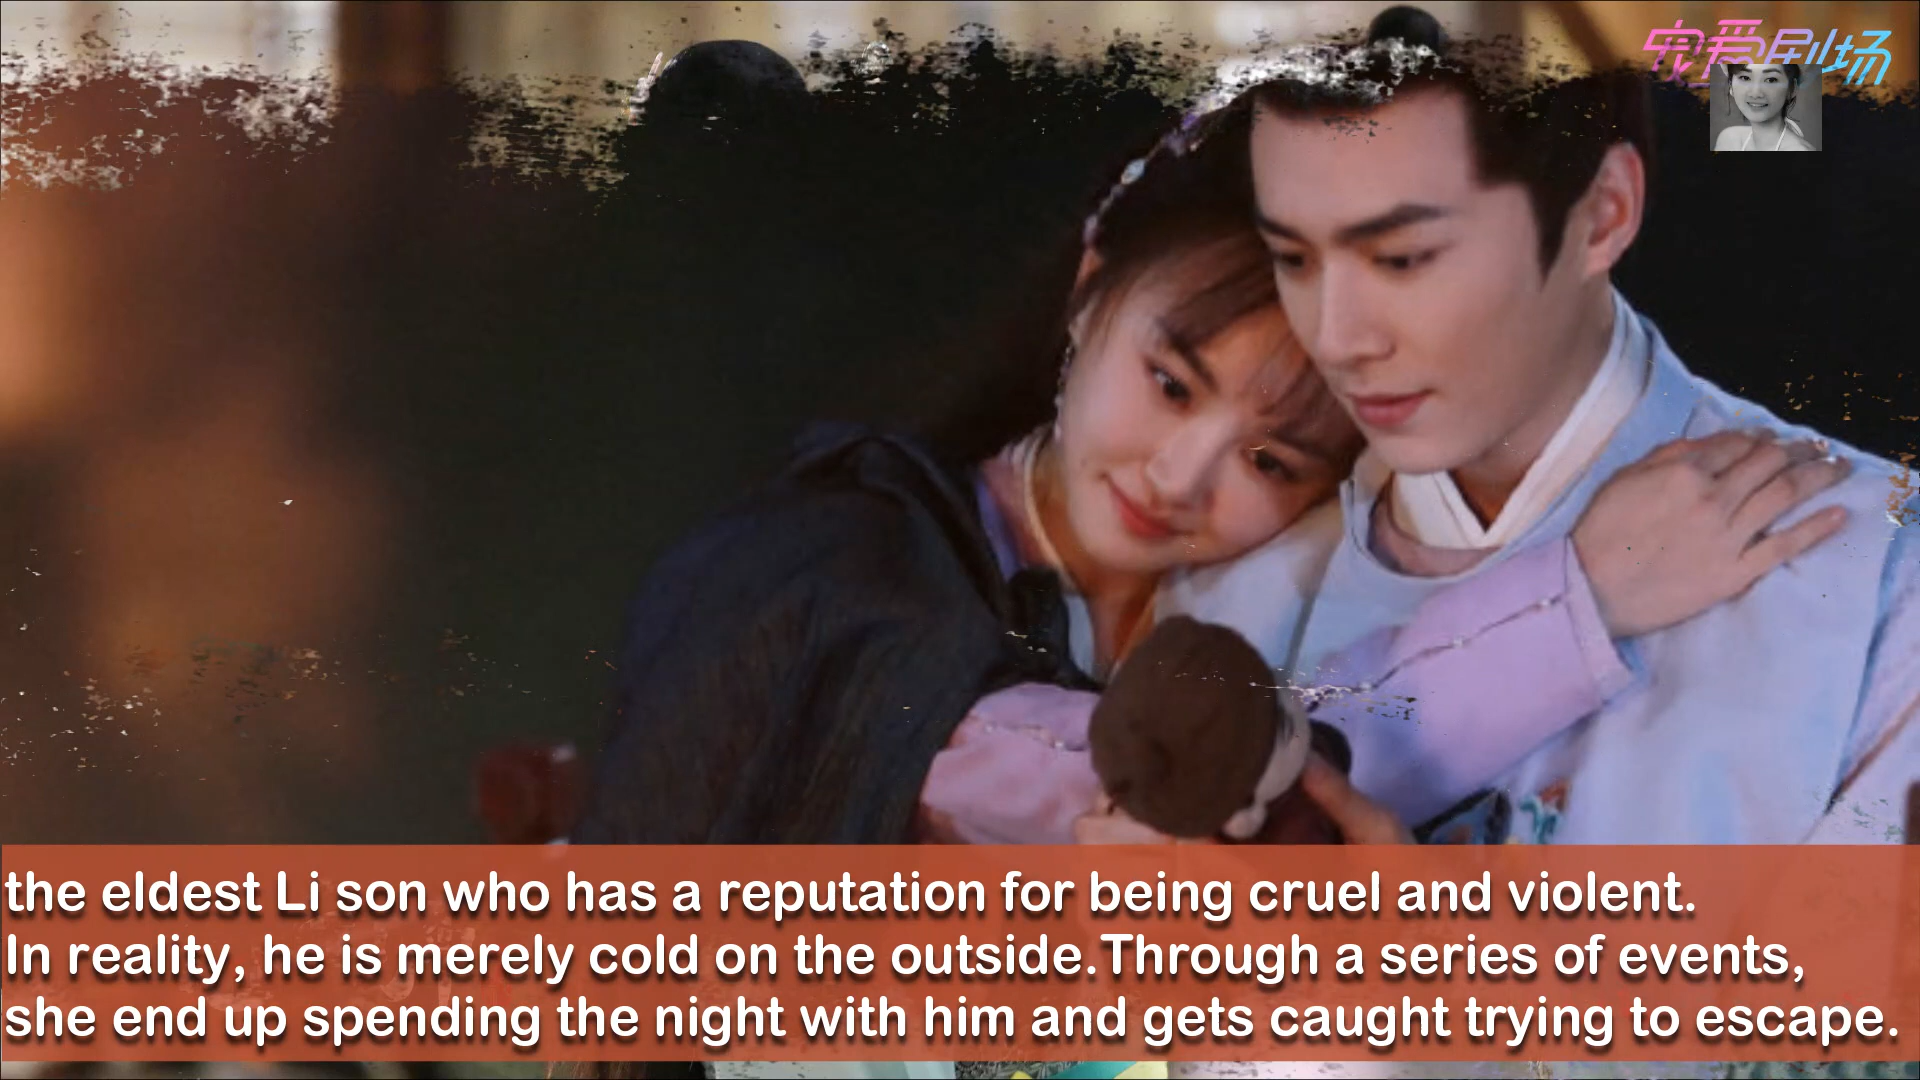 宠爱剧场
the eldest Li son who has a reputation for being cruel and violent.
In reality, he is merely cold on the outside.Through a series of events,
she end up spending the night with him and gets caught trying to escape.